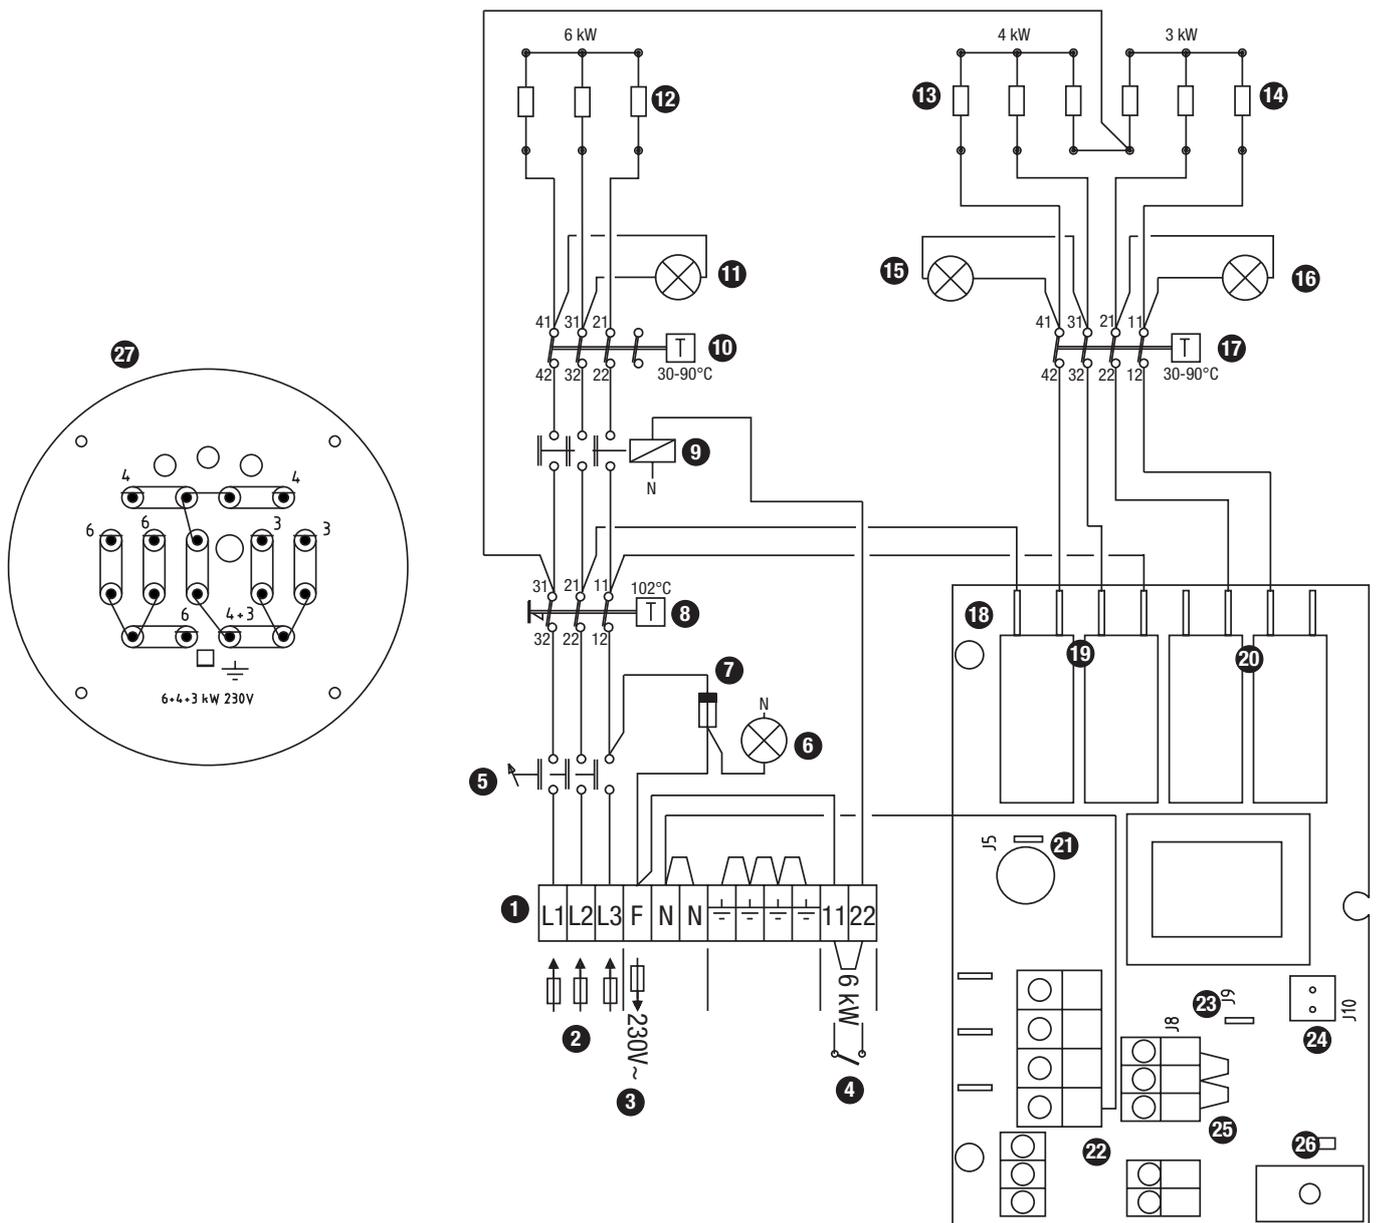 6 kW
4 kW
3 kW
12
13
14
11
15
16
41 31 21
41 31 21 11
10
T
17
T
27
42 32 22
30-90°C
42 32 22 12
30-90°C
9
N
4
4
6
6
3
3
31 21 11
102°C
8
T
18
6
4+3
32 22 12
19
20
7
6+4+3 kW 230V
N
6
5
J5
21
1
L1 L2 L3 F N N 11 22
6 kW
23
J9
J10
2
230V~
J8
24
4
3
25
22
26